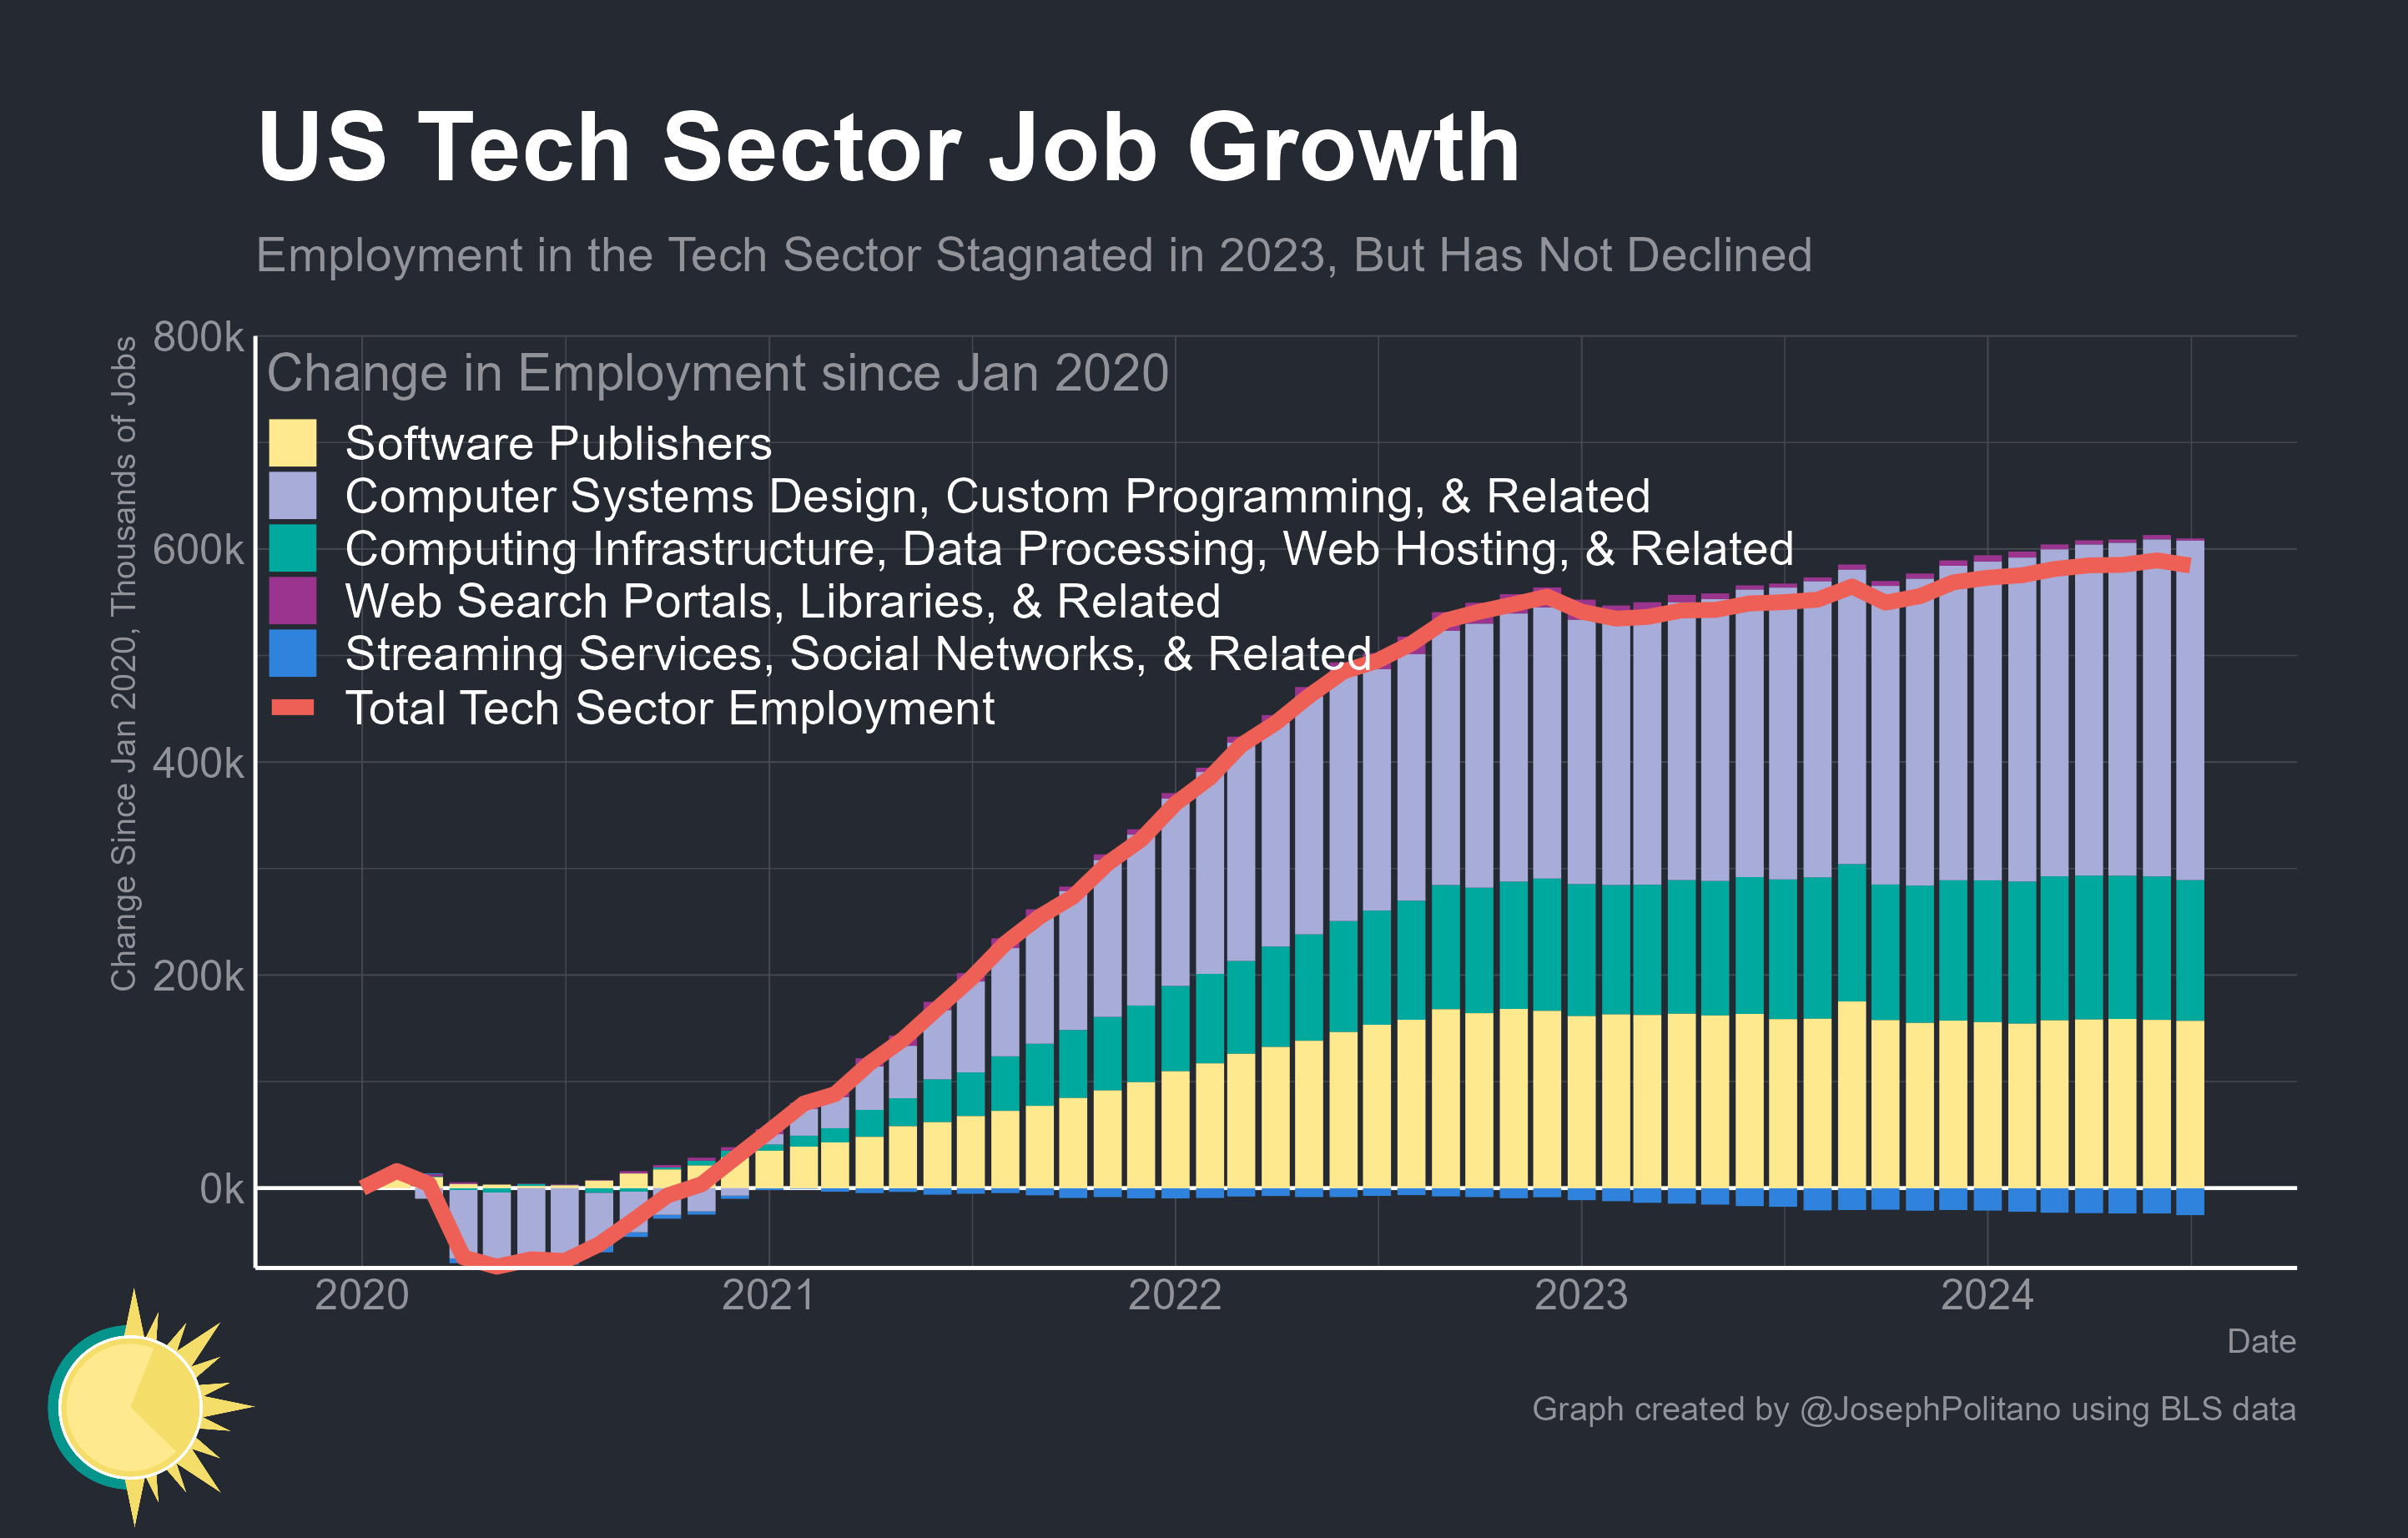 US Tech Sector Job Growth
Employment in the Tech Sector Stagnated in 2023, But Has Not Declined
Change Since Jan 2020, Thousands of Jobs
800k
600k
400k
200k
0k
Change in Employment since Jan 2020
Software Publishers
Computer Systems Design, Custom Programming, & Related
Computing Infrastructure, Data Processing, Web Hosting, & Related
Web Search Portals, Libraries, & Related
Streaming Services, Social Networks, & Related
Total Tech Sector Employment
2020 2021 2022 2023 2024
Date
Graph created by @JosephPolitano using BLS data